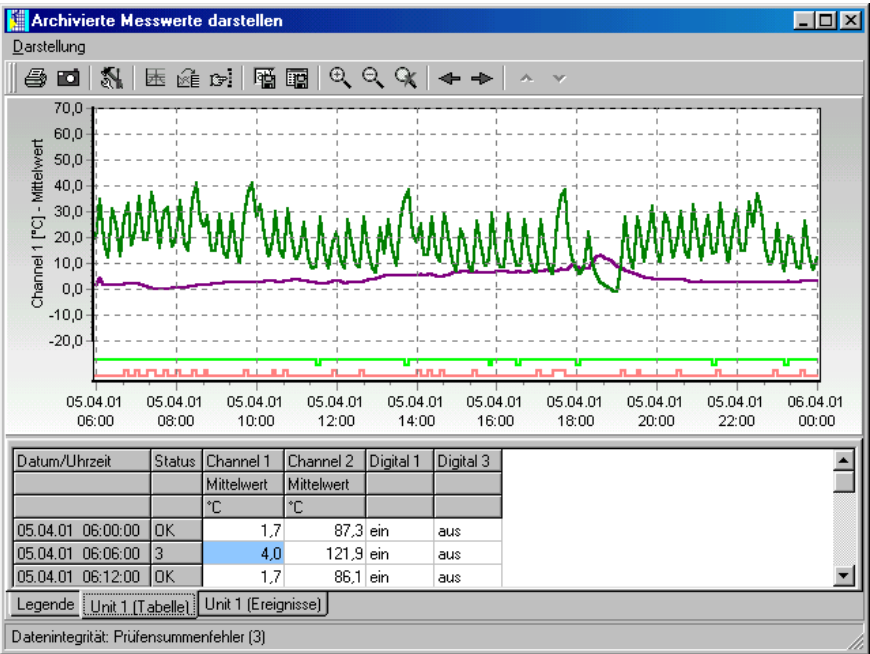 Archivierte Messwerte darstellen
Darstellung
Channel 1 [°C] - Mittelwert
70,0
60,0
50,0
40,0
30,0
20,0
10,0
0,0
-10,0
-20,0
05.04.01 05.04.01 05.04.01 05.04.01 05.04.01 05.04.01 05.04.01 05.04.01 05.04.01 06.04.01
06:00 08:00 10:00 12:00 14:00 16:00 18:00 20:00 22:00 00:00
Datum/Uhrzeit Status Channel 1 Channel 2 Digital 1 Digital 3
Mittelwert Mittelwert
°C °C
05.04.01 06:00:00 OK 1,7 87,3 ein aus
05.04.01 06:06:00 3 4,0 121,9 ein aus
05.04.01 06:12:00 OK 1,7 86,1 ein aus
Legende Unit 1 (Tabelle) Unit 1 (Ereignisse)
Datenintegrität: Prüfensummenfehler (3)